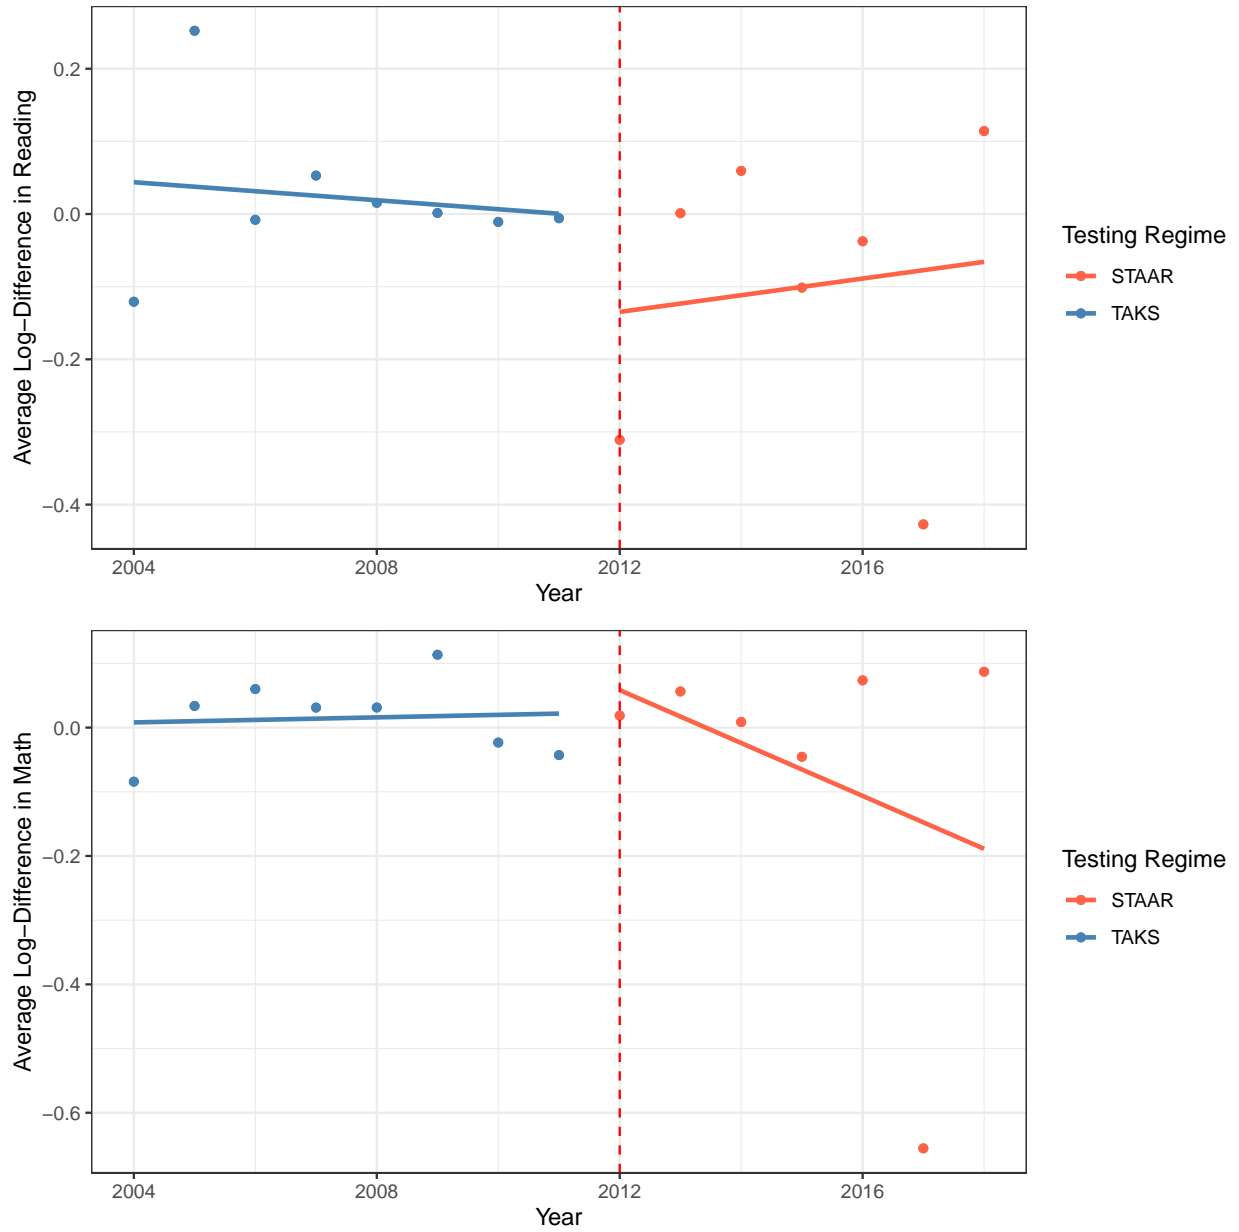 Average Log−Difference in Reading
0.2
0.0
−0.2
−0.4
2004 2008 2012 2016
Year
Testing Regime
STAAR
TAKS
Average Log−Difference in Math
0.0
−0.2
−0.4
−0.6
2004 2008 2012 2016
Year
Testing Regime
STAAR
TAKS